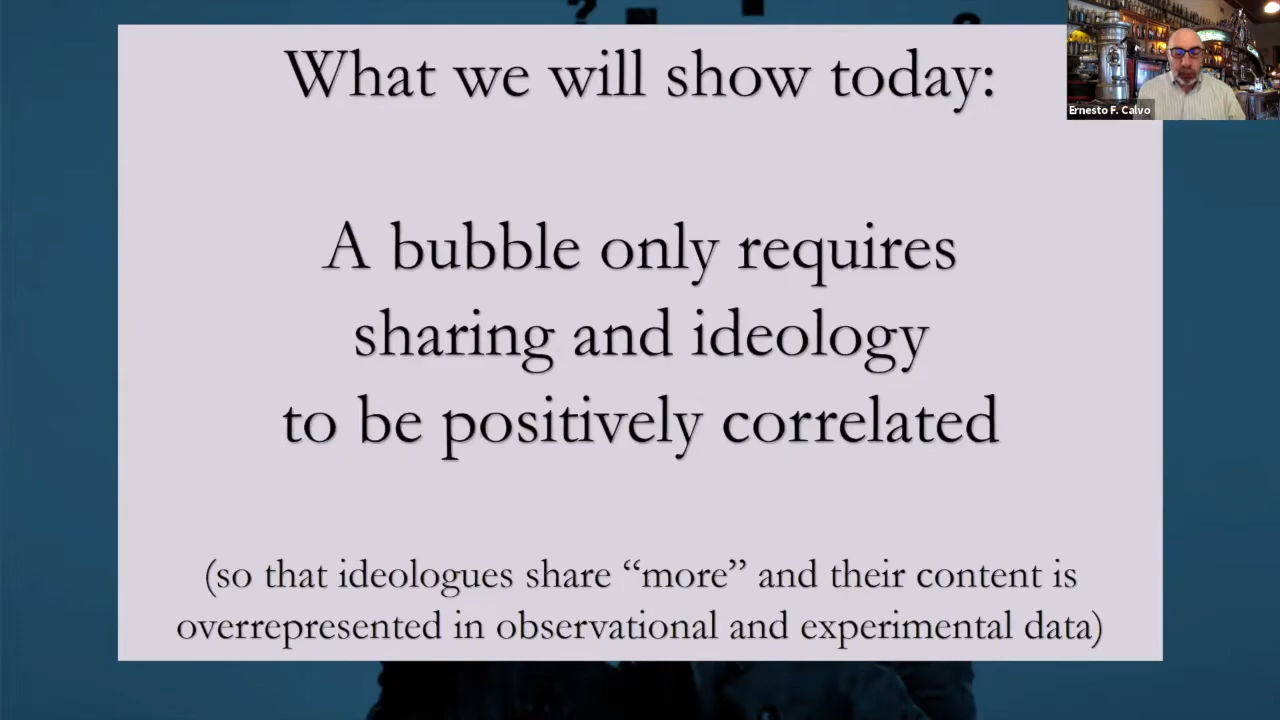 What we will show today:
Ernesto F. Calvo
A bubble only requires
sharing and ideology
to be positively correlated
(so that ideologues share “more” and their content is
overrepresented in observational and experimental data)